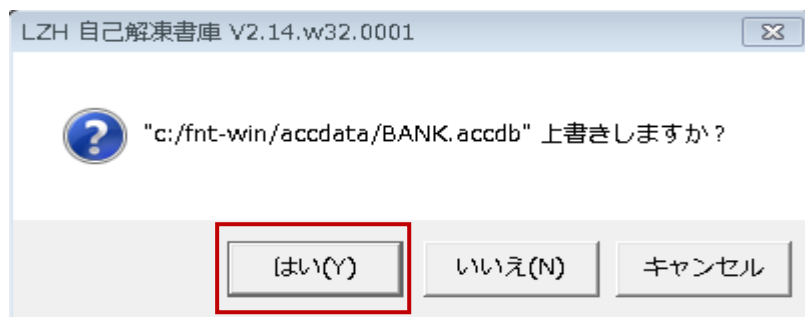 LZH 自己解凍書庫 V2.14.w32.0001
"c:/fnt-win/accdata/BANK.accdb" 上書きしますか？
はい(Y) いいえ(N) キャンセル